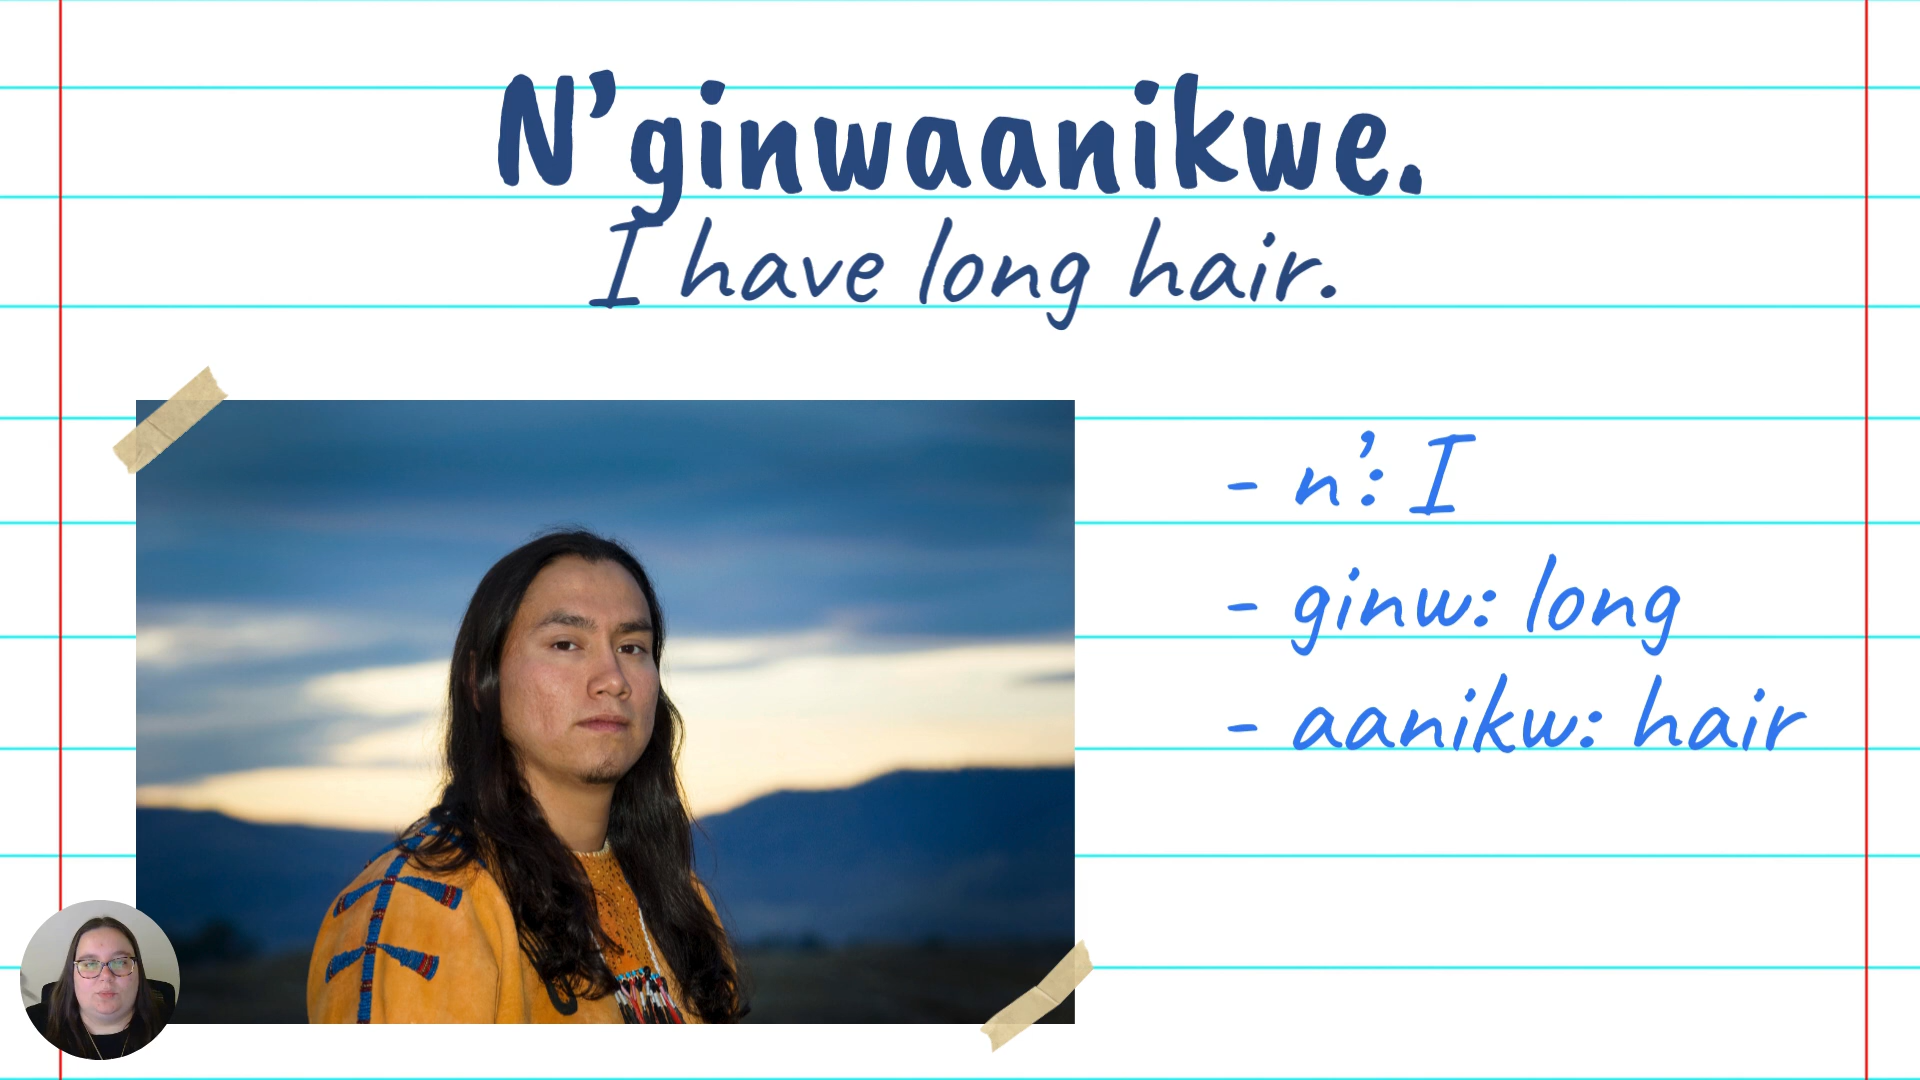 N’ginwaanikwe.
I have long hair.
- n’: I
- ginw: long
- aanikw: hair